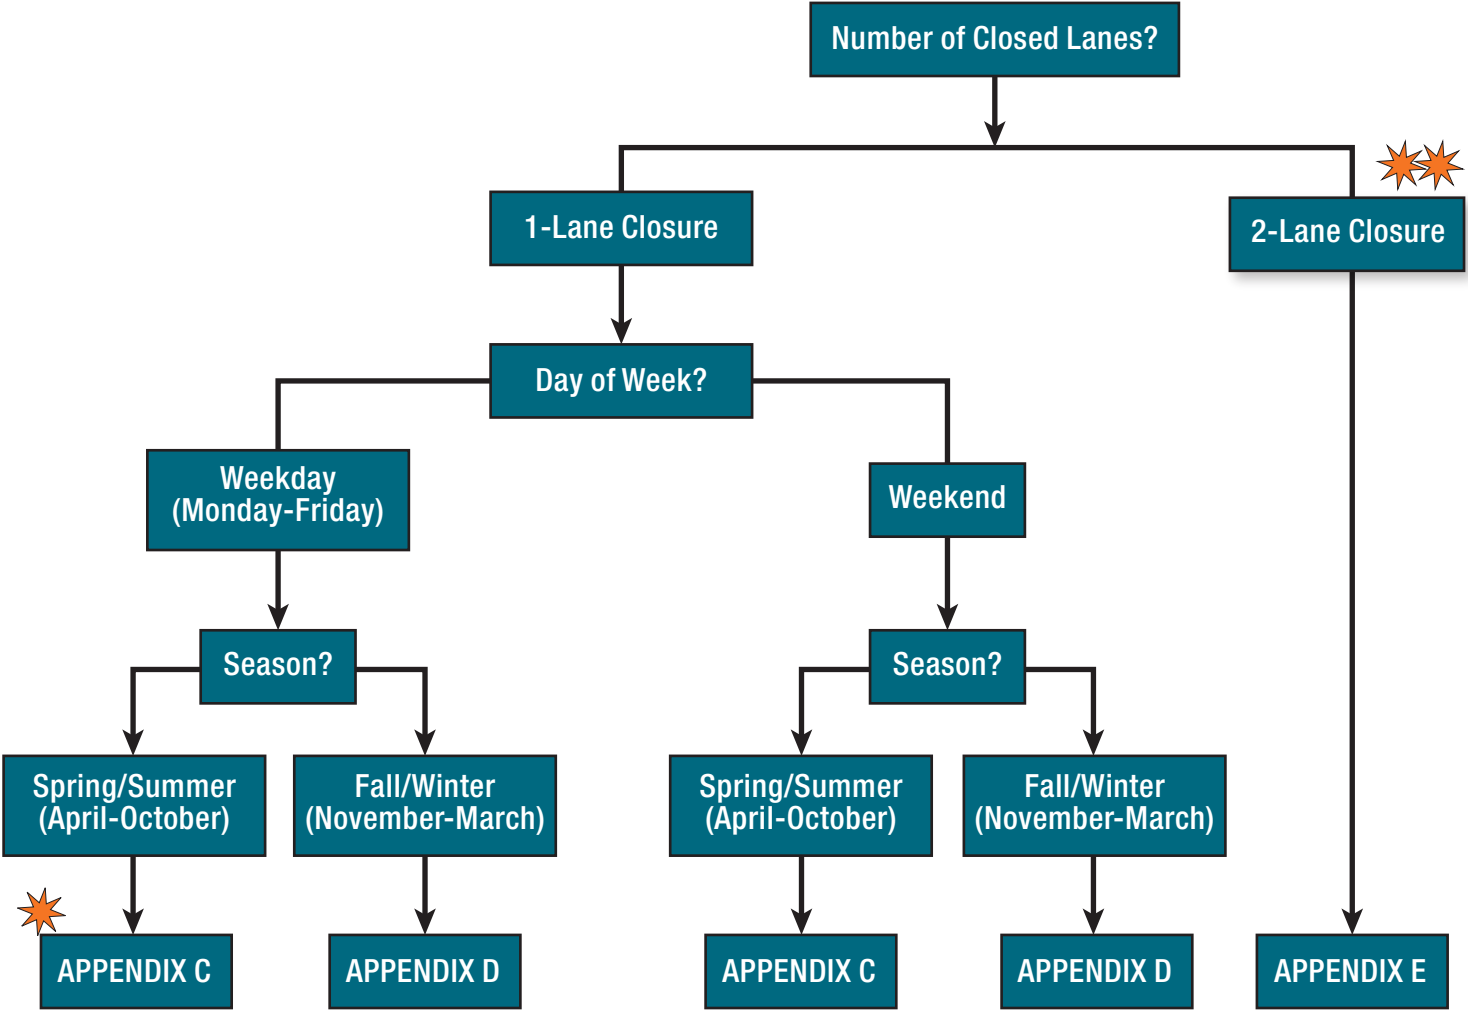 Number of Closed Lanes?
1-Lane Closure
2-Lane Closure
Day of Week?
Weekday
(Monday-Friday)
Weekend
Season?
Season?
Spring/Summer
(April-October)
Fall/Winter
(November-March)
Spring/Summer
(April-October)
Fall/Winter
(November-March)
APPENDIX C
APPENDIX D
APPENDIX C
APPENDIX D
APPENDIX E